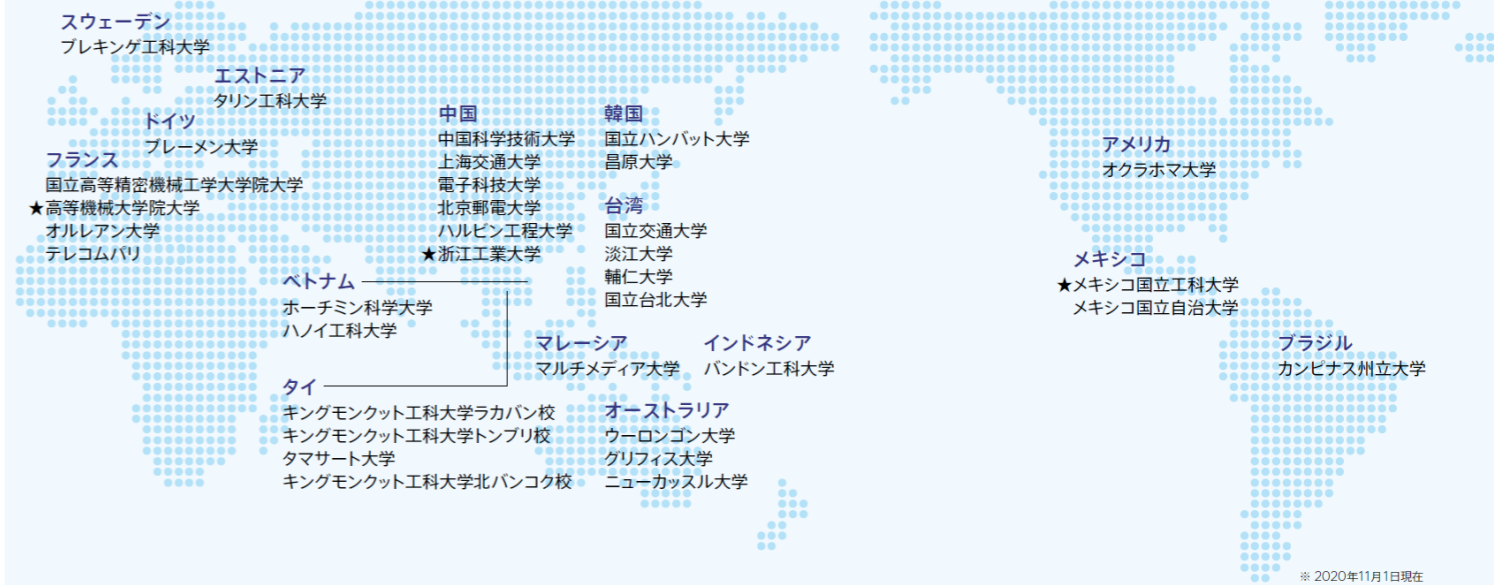 スウェーデン
ブレキンゲ工科大学
エストニア
タリン工科大学
ドイツ
ブレーメン大学
フランス
国立高等精密機械工学大学院大学
★高等機械大学院大学
オルレアン大学
テレコムパリ
中国
中国科学技術大学
上海交通大学
電子科技大学
北京郵電大学
ハルビン工程大学
★浙江工業大学
韓国
国立ハンバット大学
昌原大学
台湾
国立交通大学
淡江大学
輔仁大学
国立台北大学
ベトナム
ホーチミン科学大学
ハノイ工科大学
タイ
キングモンクット工科大学ラカバン校
キングモンクット工科大学トンブリ校
タマサート大学
キングモンクット工科大学北バンコク校
マレーシア
マルチメディア大学
インドネシア
バンドン工科大学
オーストラリア
ウーロンゴン大学
グリフィス大学
ニューカッスル大学
アメリカ
オクラホマ大学
メキシコ
★メキシコ国立工科大学
メキシコ国立自治大学
ブラジル
カンピナス州立大学
※ 2020年11月1日現在